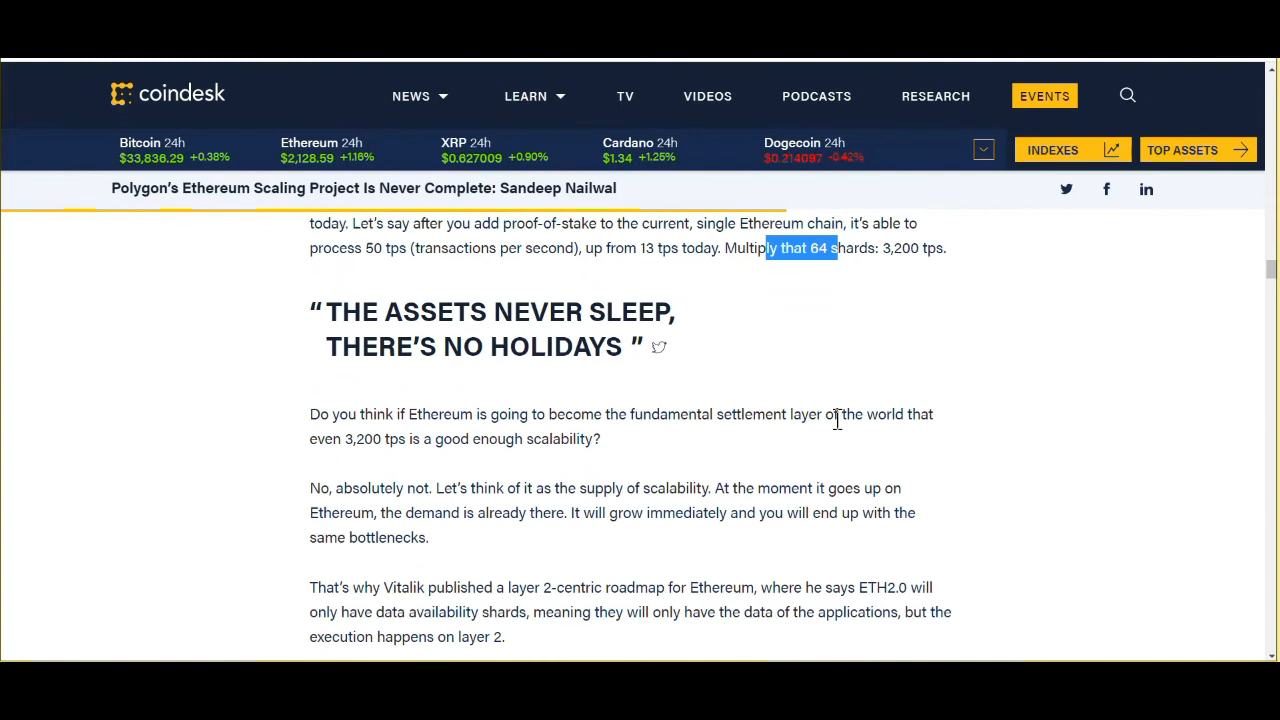 coindesk
NEWS LEARN TV VIDEOS PODCASTS RESEARCH EVENTS
Bitcoin 24h Ethereum 24h XRP 24h Cardano 24h Dogecoin 24h
$33,836.29 +0.38% $2,128.59 +1.16% $0.627009 +0.90% $1.34 +1.25% $0.214097 -0.42%
INDEXES TOP ASSETS
Polygon’s Ethereum Scaling Project Is Never Complete: Sandeep Nailwal
today. Let’s say after you add proof-of-stake to the current, single Ethereum chain, it’s able to
process 50 tps (transactions per second), up from 13 tps today. Multiply that 64 shards: 3,200 tps.
“ THE ASSETS NEVER SLEEP,
THERE’S NO HOLIDAYS ”
Do you think if Ethereum is going to become the fundamental settlement layer of the world that
even 3,200 tps is a good enough scalability?
No, absolutely not. Let’s think of it as the supply of scalability. At the moment it goes up on
Ethereum, the demand is already there. It will grow immediately and you will end up with the
same bottlenecks.
That’s why Vitalik published a layer 2-centric roadmap for Ethereum, where he says ETH2.0 will
only have data availability shards, meaning they will only have the data of the applications, but the
execution happens on layer 2.